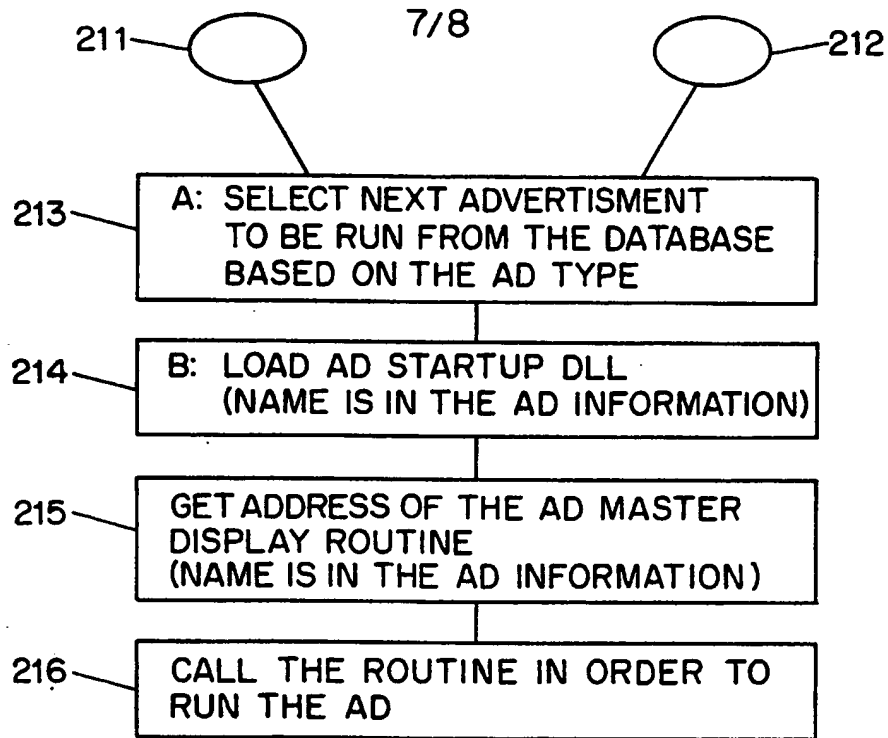 7/8
211
212
213
A: SELECT NEXT ADVERTISMENT
TO BE RUN FROM THE DATABASE
BASED ON THE AD TYPE
214
B: LOAD AD STARTUP DLL
(NAME IS IN THE AD INFORMATION)
215
GET ADDRESS OF THE AD MASTER
DISPLAY ROUTINE
(NAME IS IN THE AD INFORMATION)
216
CALL THE ROUTINE IN ORDER TO
RUN THE AD